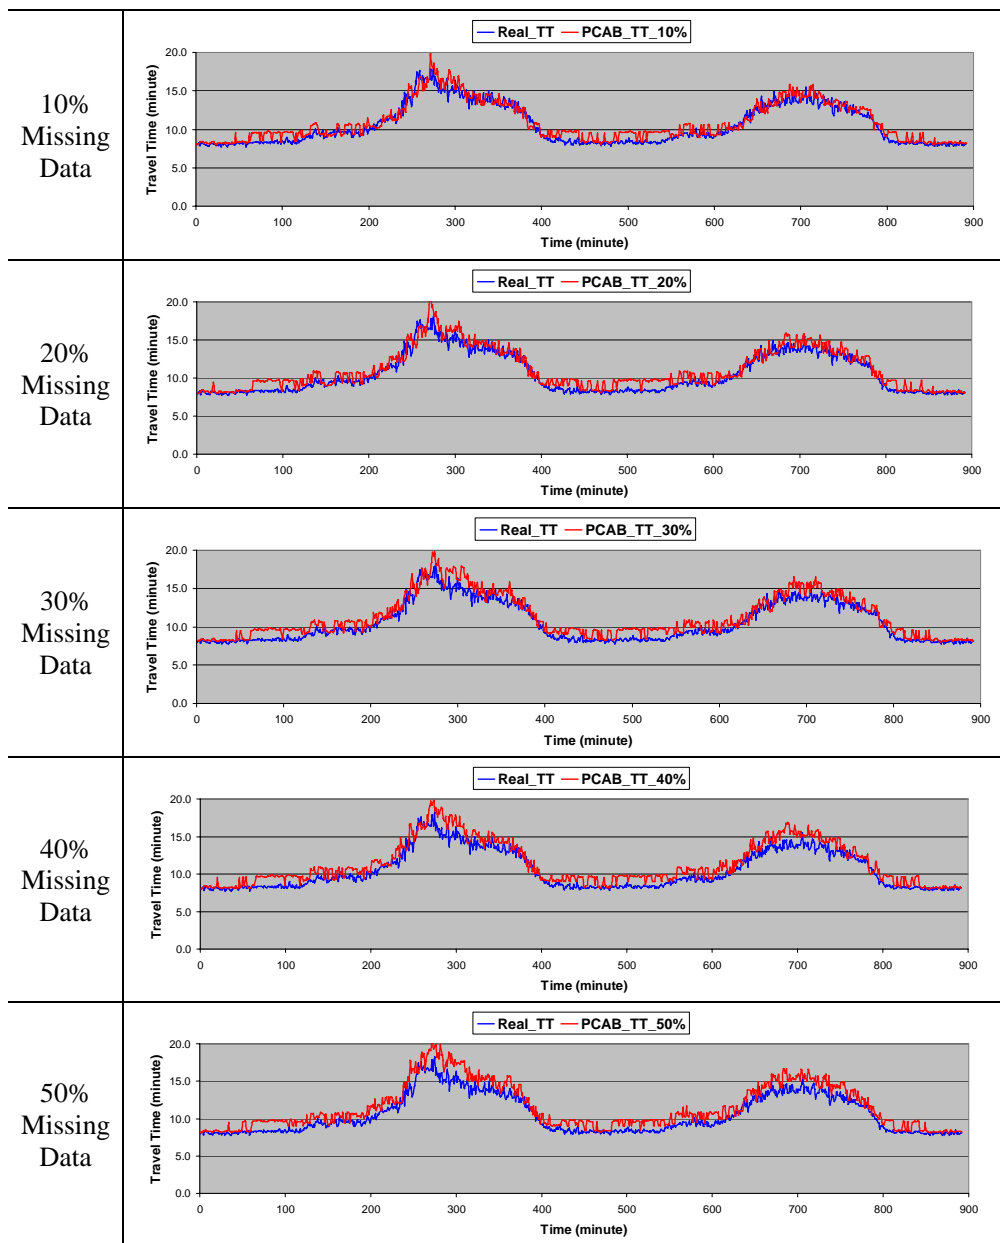 10%
Missing
Data
Real_TT PCAB_TT_10%
Travel Time (minute)
20.0
15.0
10.0
5.0
0.0
0 100 200 300 400 500 600 700 800 900
Time (minute)
20%
Missing
Data
Real_TT PCAB_TT_20%
Travel Time (minute)
20.0
15.0
10.0
5.0
0.0
0 100 200 300 400 500 600 700 800 900
Time (minute)
30%
Missing
Data
Real_TT PCAB_TT_30%
Travel Time (minute)
20.0
15.0
10.0
5.0
0.0
0 100 200 300 400 500 600 700 800 900
Time (minute)
40%
Missing
Data
Real_TT PCAB_TT_40%
Travel Time (minute)
20.0
15.0
10.0
5.0
0.0
0 100 200 300 400 500 600 700 800 900
Time (minute)
50%
Missing
Data
Real_TT PCAB_TT_50%
Travel Time (minute)
20.0
15.0
10.0
5.0
0.0
0 100 200 300 400 500 600 700 800 900
Time (minute)